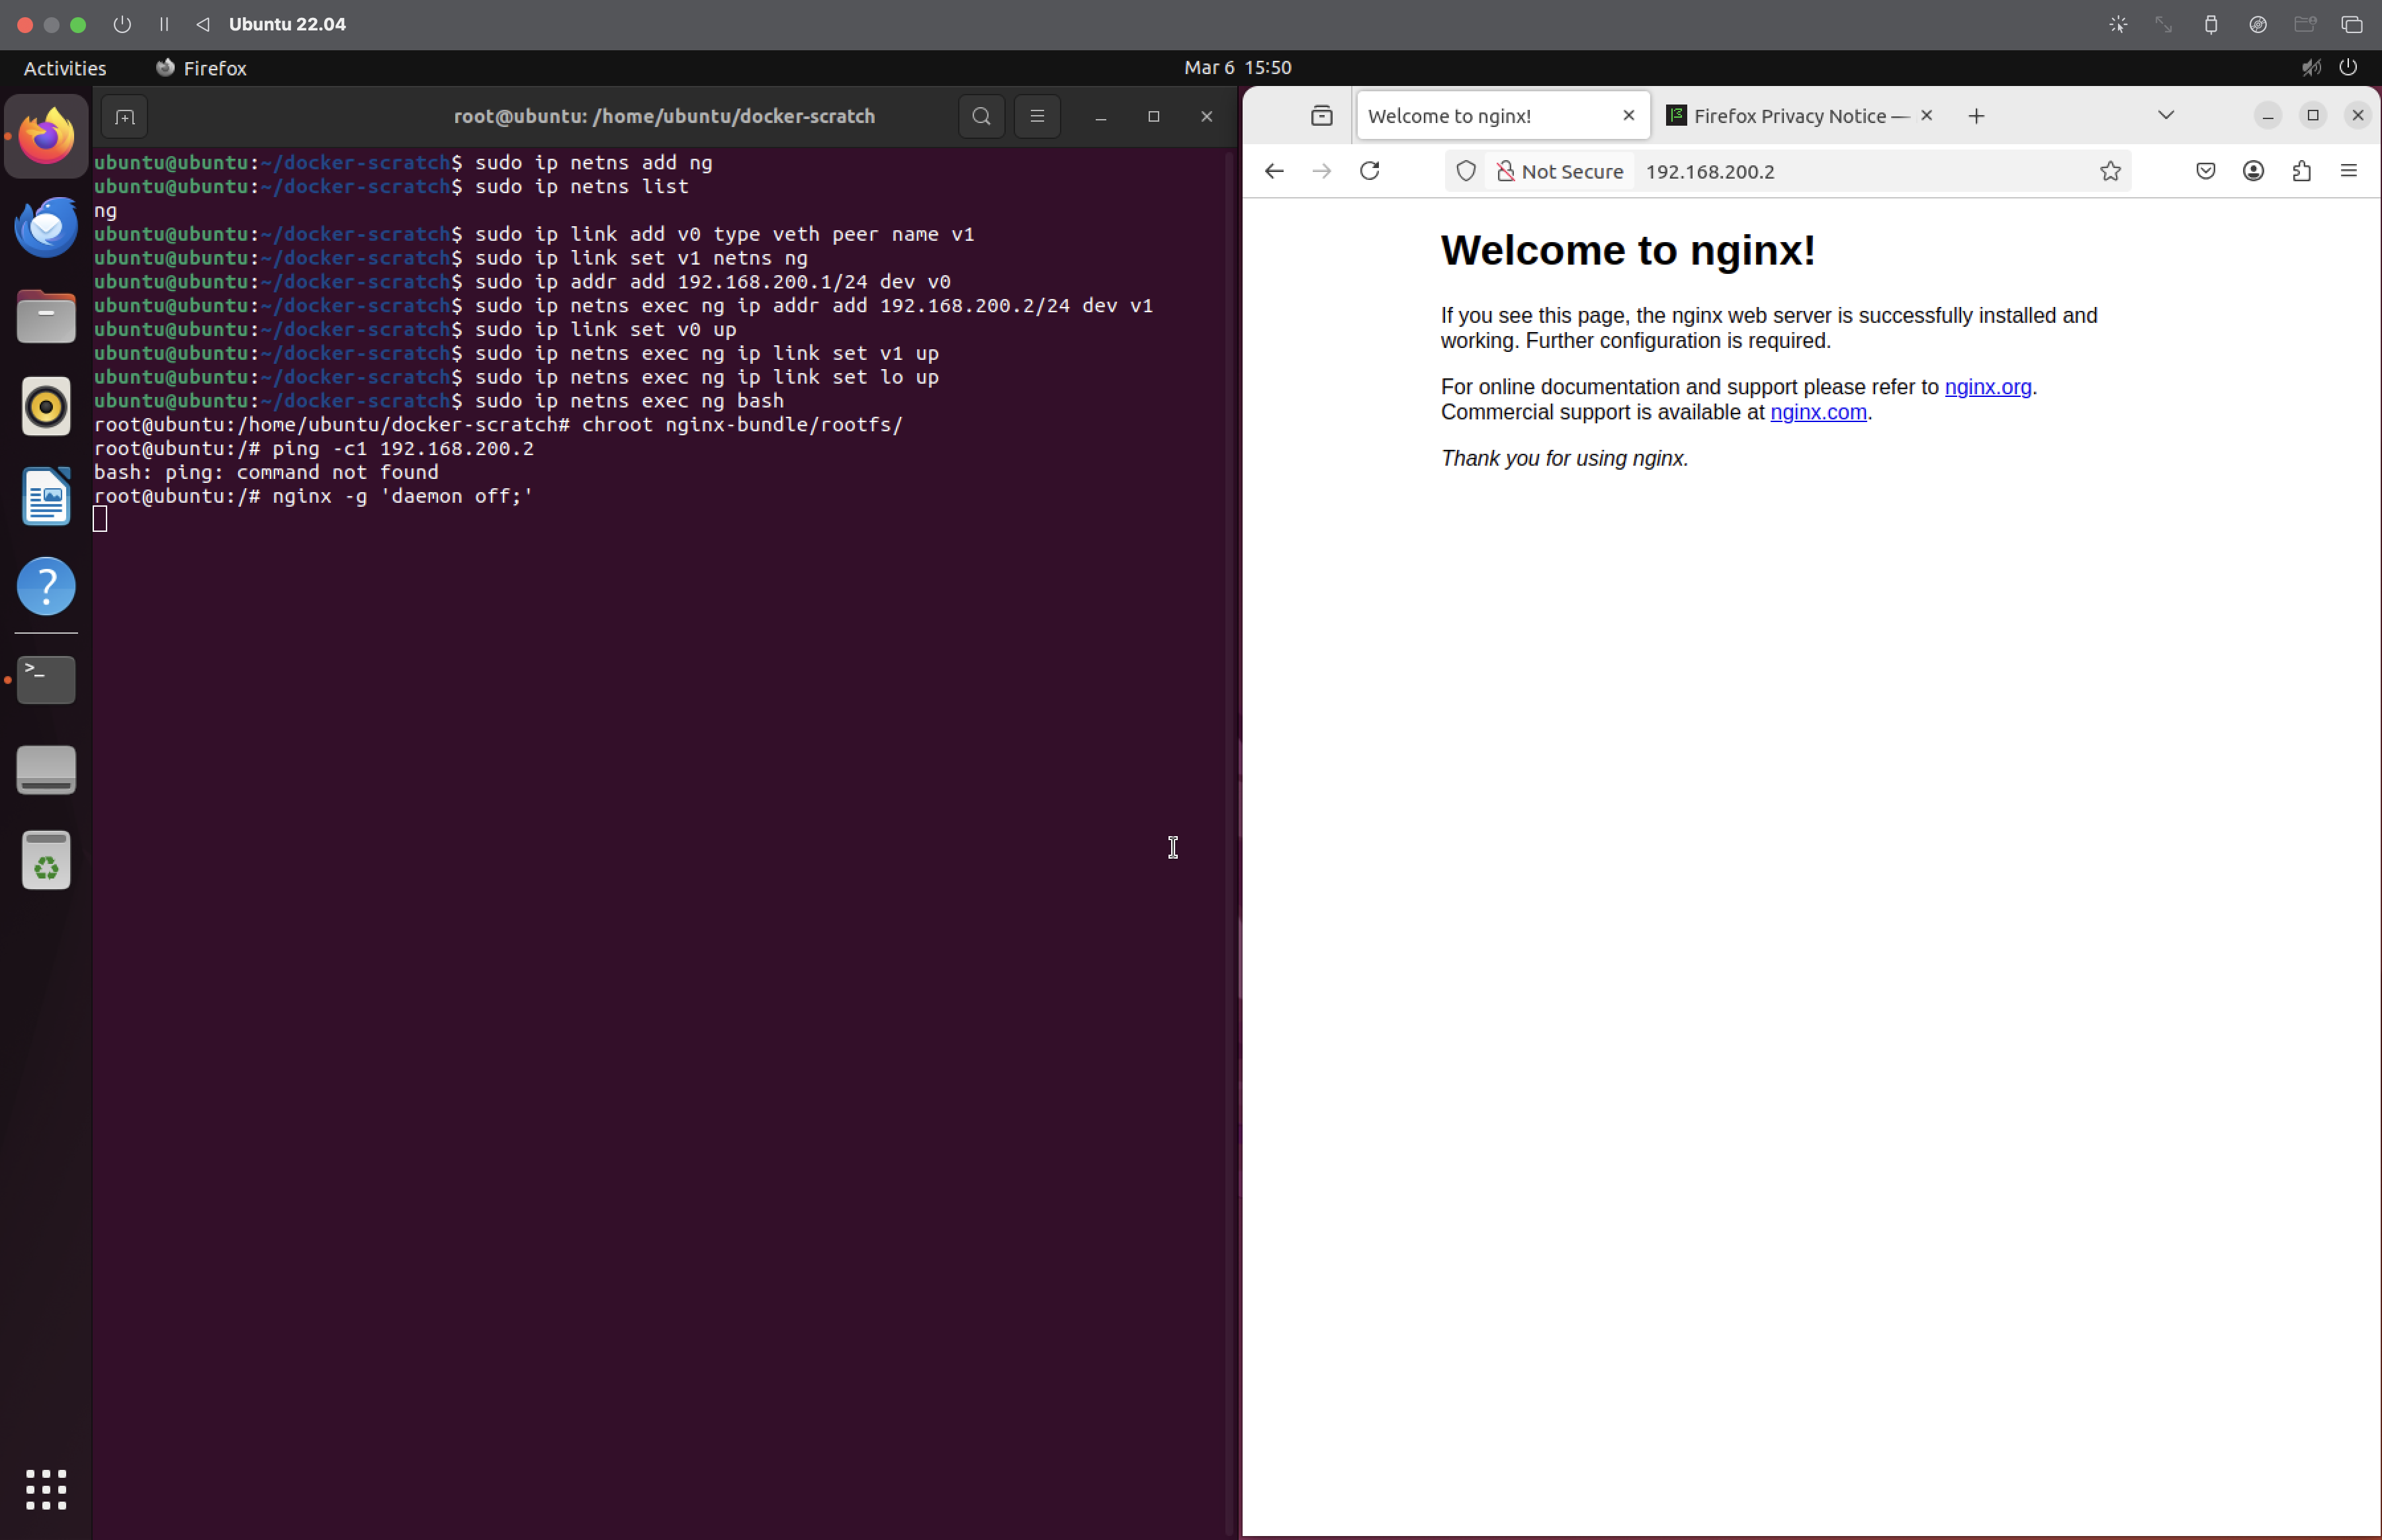 Ubuntu 22.04
Activities
Firefox
Mar 6 15:50
root@ubuntu: /home/ubuntu/docker-scratch
ubuntu@ubuntu:~/docker-scratch$ sudo ip netns add ng
ubuntu@ubuntu:~/docker-scratch$ sudo ip netns list
ng
ubuntu@ubuntu:~/docker-scratch$ sudo ip link add v0 type veth peer name v1
ubuntu@ubuntu:~/docker-scratch$ sudo ip link set v1 netns ng
ubuntu@ubuntu:~/docker-scratch$ sudo ip addr add 192.168.200.1/24 dev v0
ubuntu@ubuntu:~/docker-scratch$ sudo ip netns exec ng ip addr add 192.168.200.2/24 dev v1
ubuntu@ubuntu:~/docker-scratch$ sudo ip link set v0 up
ubuntu@ubuntu:~/docker-scratch$ sudo ip netns exec ng ip link set v1 up
ubuntu@ubuntu:~/docker-scratch$ sudo ip netns exec ng ip link set lo up
ubuntu@ubuntu:~/docker-scratch$ sudo ip netns exec ng bash
root@ubuntu:/home/ubuntu/docker-scratch# chroot nginx-bundle/rootfs/
root@ubuntu:/# ping -c1 192.168.200.2
bash: ping: command not found
root@ubuntu:/# nginx -g 'daemon off;'
Welcome to nginx!
Firefox Privacy Notice —
Not Secure
192.168.200.2
Welcome to nginx!
If you see this page, the nginx web server is successfully installed and
working. Further configuration is required.
For online documentation and support please refer to nginx.org.
Commercial support is available at nginx.com.
Thank you for using nginx.